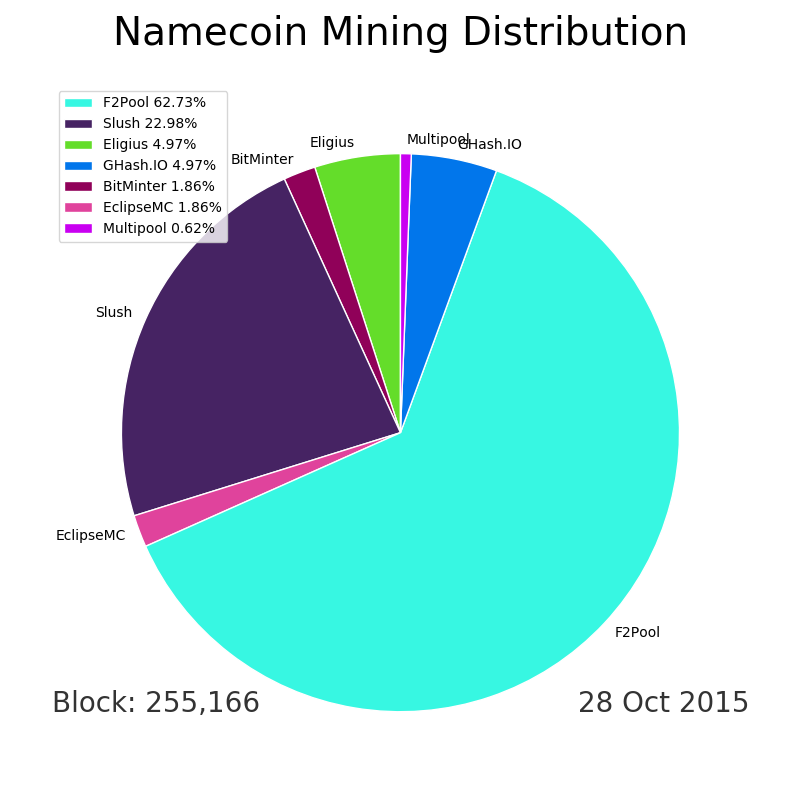 Namecoin Mining Distribution
F2Pool 62.73%
Slush 22.98%
Eligius 4.97%
GHash.IO 4.97%
BitMinter 1.86%
EclipseMC 1.86%
Multipool 0.62%
Multipool
GHash.IO
Eligius
BitMinter
Slush
EclipseMC
F2Pool
Block: 255,166
28 Oct 2015